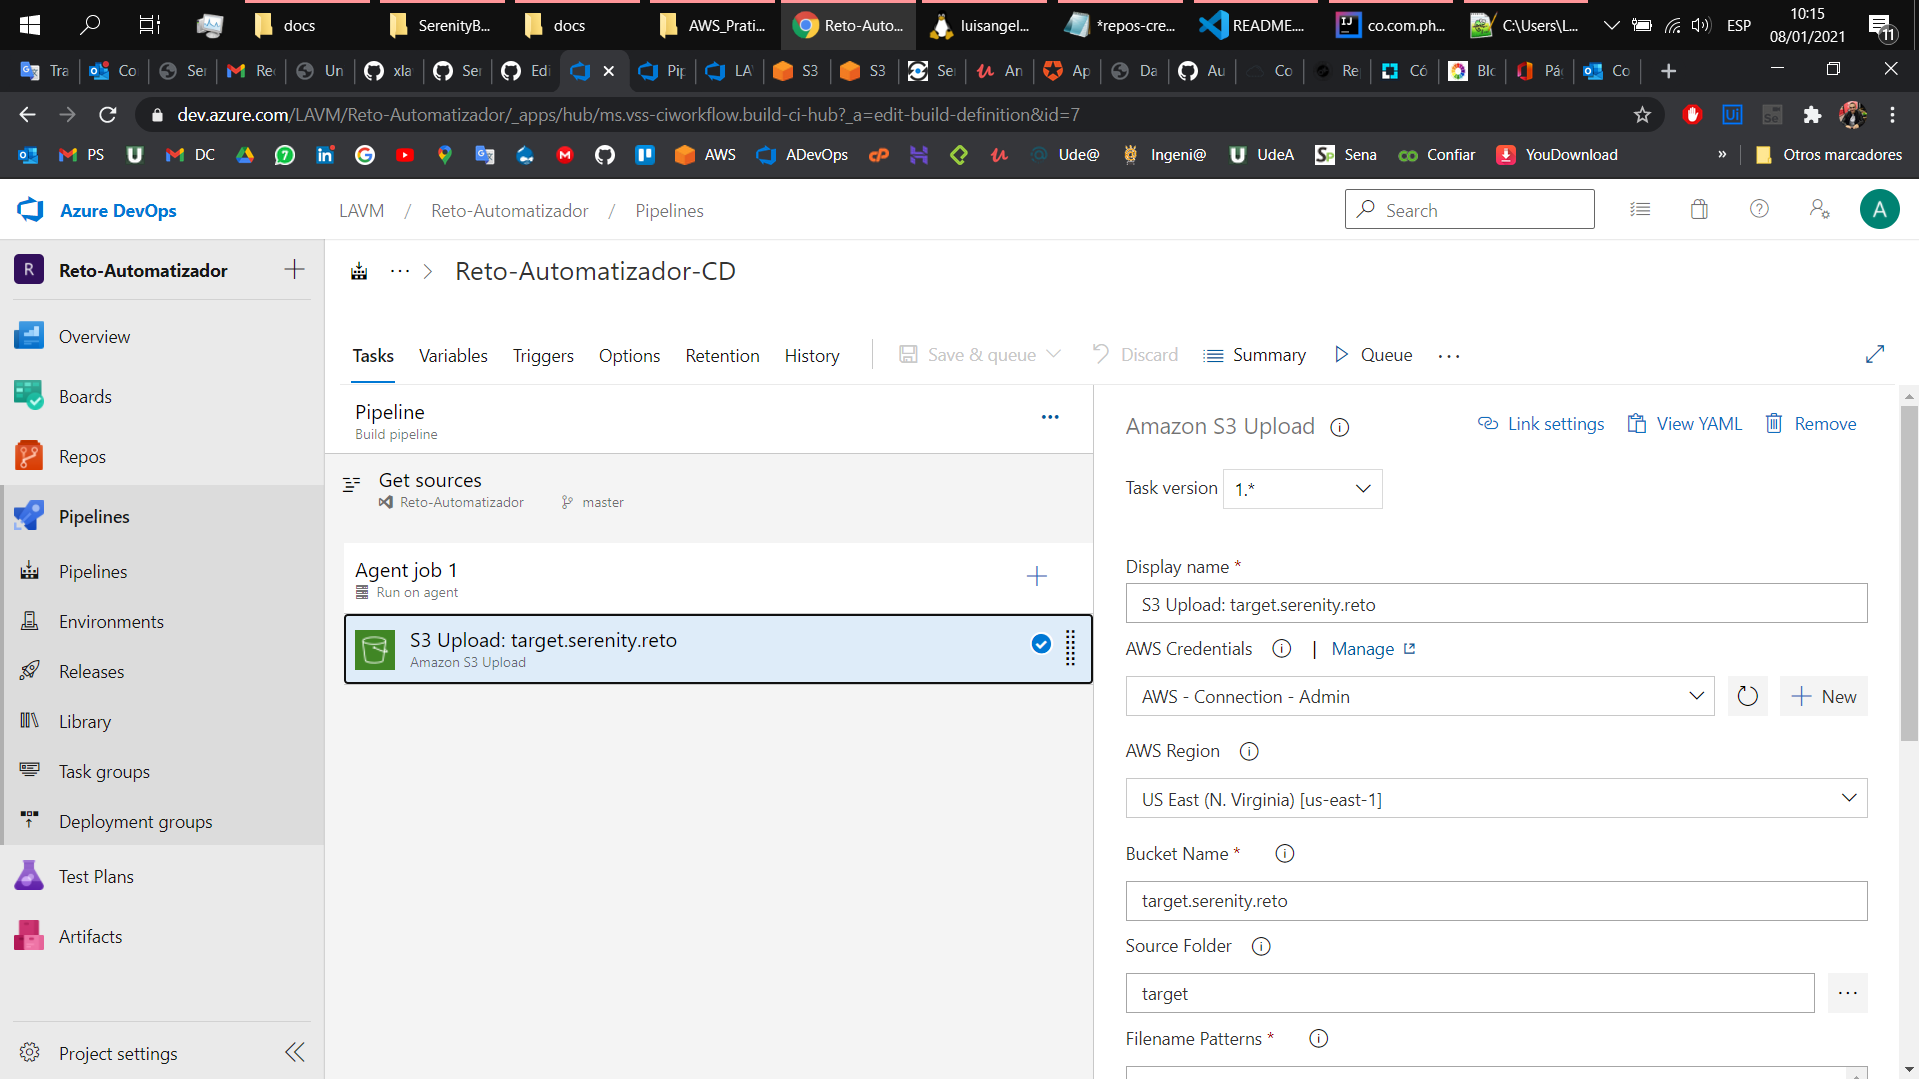 docs
SerenityB...
docs
AWS_Prati...
Reto-Auto...
luisangel...
*repos-cre...
README....
co.com.ph...
C:\Users\L...
ESP
10:15
08/01/2021
11
Tra
Co
Ser
Rec
Un
xla
Ser
Edi
Pip
LA
S3
S3
Se
An
Ap
Da
Au
Co
Re
Có
Blo
Pág
Co
dev.azure.com/LAVM/Reto-Automatizador/_apps/hub/ms.vss-ciworkflow.build-ci-hub?_a=edit-build-definition&id=7
PS
DC
AWS
ADevOps
Ude@
Ingeni@
UdeA
Sena
Confiar
YouDownload
»
Otros marcadores
Azure DevOps
LAVM / Reto-Automatizador / Pipelines
Search
A
R Reto-Automatizador
Overview
Boards
Repos
Pipelines
Pipelines
Environments
Releases
Library
Task groups
Deployment groups
Test Plans
Artifacts
Project settings
··· > Reto-Automatizador-CD
Tasks Variables Triggers Options Retention History
Save & queue Discard Summary Queue ···
Pipeline
Build pipeline
Get sources
Reto-Automatizador master
Agent job 1
Run on agent
S3 Upload: target.serenity.reto
Amazon S3 Upload
Amazon S3 Upload
Link settings View YAML Remove
Task version 1.*
Display name *
S3 Upload: target.serenity.reto
AWS Credentials | Manage
AWS - Connection - Admin
New
AWS Region
US East (N. Virginia) [us-east-1]
Bucket Name *
target.serenity.reto
Source Folder
target
···
Filename Patterns *